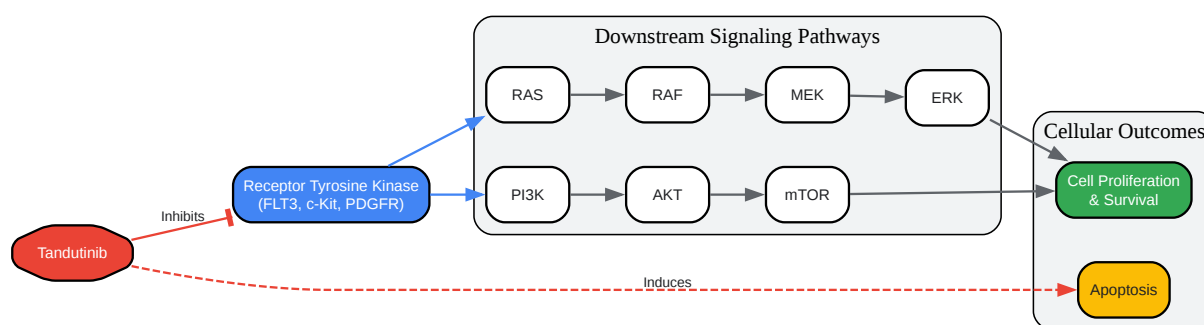 Downstream Signaling Pathways
RAS
RAF
MEK
ERK
Cellular Outcomes
Receptor Tyrosine Kinase
(FLT3, c-Kit, PDGFR)
PI3K
AKT
mTOR
Cell Proliferation
& Survival
Inhibits
Tandutinib
Induces
Apoptosis